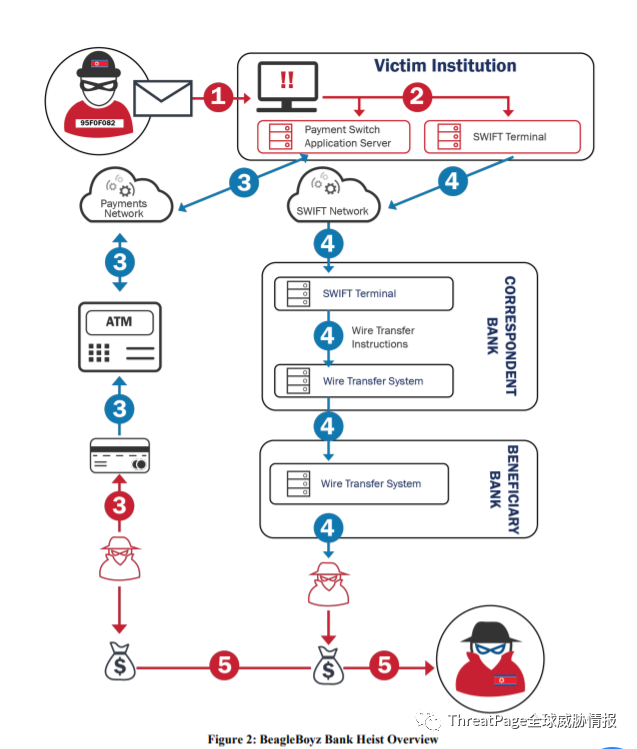 Victim Institution
!!
95F0F082
1
2
Payment Switch
Application Server
SWIFT Terminal
3
4
Payments
Network
SWIFT Network
3
4
SWIFT Terminal
CORRESPONDENT
BANK
ATM
4
Wire Transfer
Instructions
3
Wire Transfer System
4
3
Wire Transfer System
BENEFICIARY
BANK
4
$
5
$
5
ThreatPage全球威胁情报
Figure 2: BeagleBoyz Bank Heist Overview